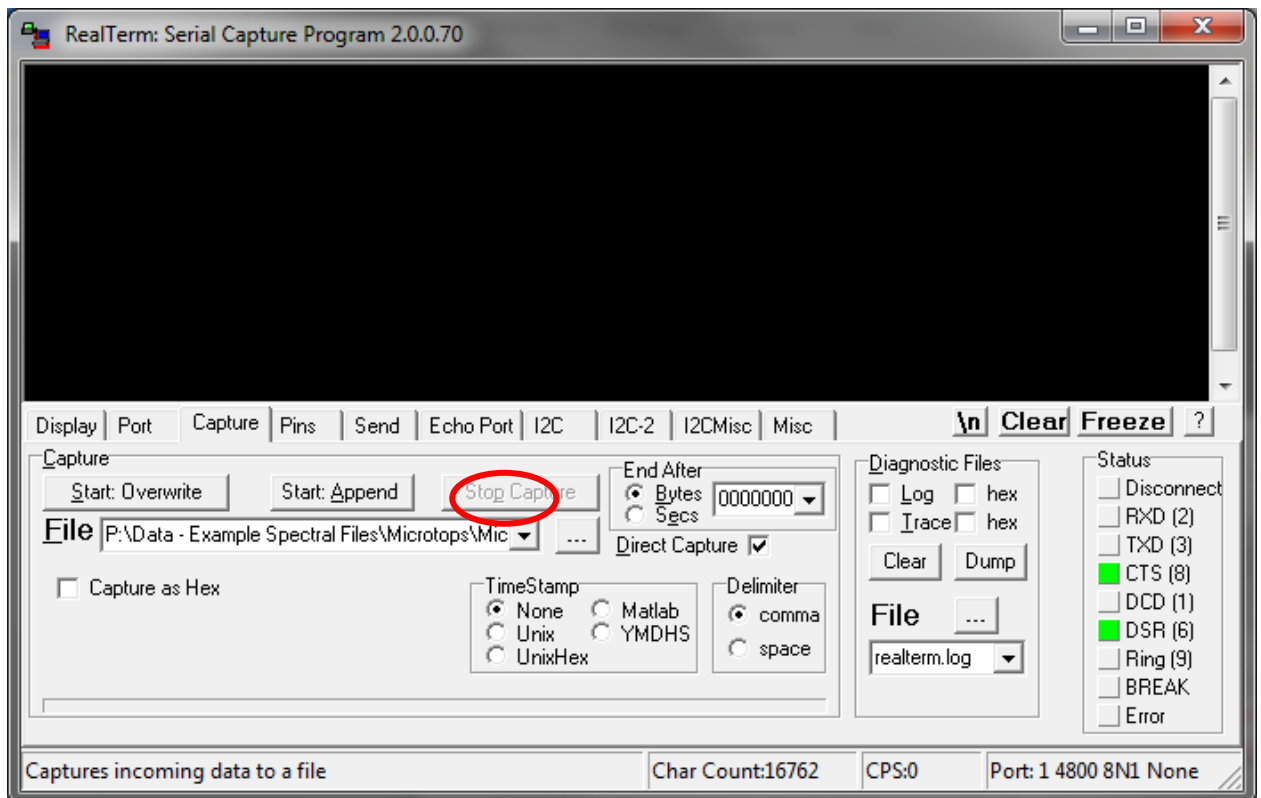 RealTerm: Serial Capture Program 2.0.0.70
Display Port Capture Pins Send Echo Port I2C I2C-2 I2CMisc Misc \n Clear Freeze ?
Capture
Start: Overwrite Start: Append Stop Capture
File P:\Data - Example Spectral Files\Microtops\Mic ...
Capture as Hex
End After
Bytes 0000000
Secs
Direct Capture
TimeStamp
None Matlab
Unix YMDHS
UnixHex
Delimiter
comma
space
Diagnostic Files
Log hex
Trace hex
Clear Dump
File ...
realterm.log
Status
Disconnect
RXD (2)
TXD (3)
CTS (8)
DCD (1)
DSR (6)
Ring (9)
BREAK
Error
Captures incoming data to a file Char Count:16762 CPS:0 Port: 1 4800 8N1 None